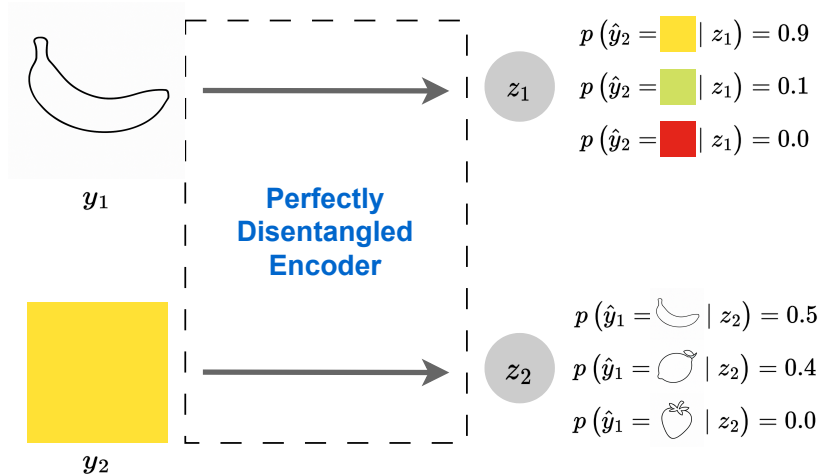 p (ŷ₂ = | z₁) = 0.9
p (ŷ₂ = | z₁) = 0.1
p (ŷ₂ = | z₁) = 0.0
z₁
y₁
Perfectly
Disentangled
Encoder
p (ŷ₁ = | z₂) = 0.5
p (ŷ₁ = | z₂) = 0.4
p (ŷ₁ = | z₂) = 0.0
z₂
y₂